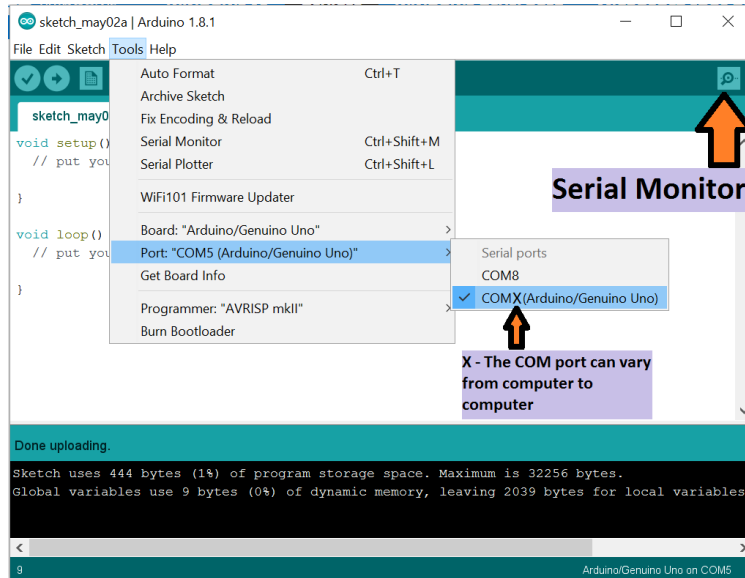 sketch_may02a | Arduino 1.8.1
File Edit Sketch Tools Help
Auto Format Ctrl+T
Archive Sketch
sketch_may0
Fix Encoding & Reload
void setup()
Serial Monitor Ctrl+Shift+M
// put you
Serial Plotter Ctrl+Shift+L
Serial Monitor
}
WiFi101 Firmware Updater
void loop()
Board: "Arduino/Genuino Uno"
// put you
Port: "COM5 (Arduino/Genuino Uno)"
Serial ports
Get Board Info
COM8
}
COMX(Arduino/Genuino Uno)
Programmer: "AVRISP mkII"
Burn Bootloader
X - The COM port can vary
from computer to
computer
Done uploading.
Sketch uses 444 bytes (1%) of program storage space. Maximum is 32256 bytes.
Global variables use 9 bytes (0%) of dynamic memory, leaving 2039 bytes for local variables
9 Arduino/Genuino Uno on COM5